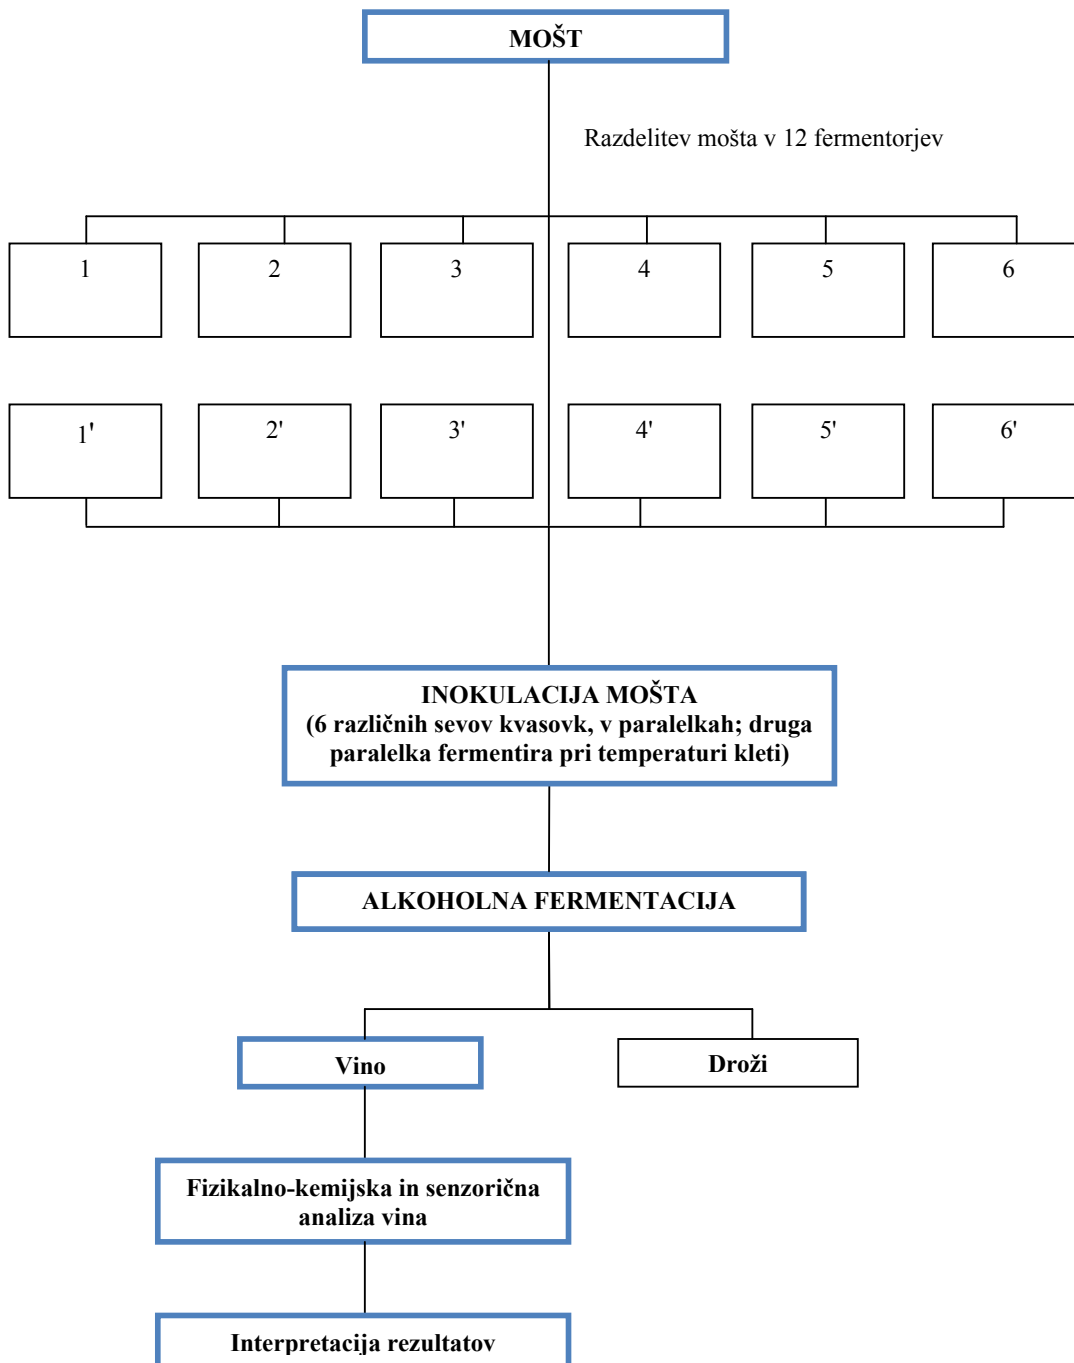 MOŠT
Razdelitev mošta v 12 fermentorjev
1
2
3
4
5
6
1'
2'
3'
4'
5'
6'
INOKULACIJA MOŠTA
(6 različnih sevov kvasovk, v paralelkah; druga
paralelka fermentira pri temperaturi kleti)
ALKOHOLNA FERMENTACIJA
Vino
Droži
Fizikalno-kemijska in senzorična
analiza vina
Interpretacija rezultatov